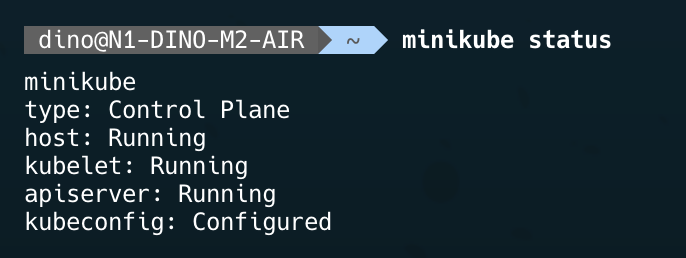 dino@N1-DINO-M2-AIR ~ minikube status
minikube
type: Control Plane
host: Running
kubelet: Running
apiserver: Running
kubeconfig: Configured